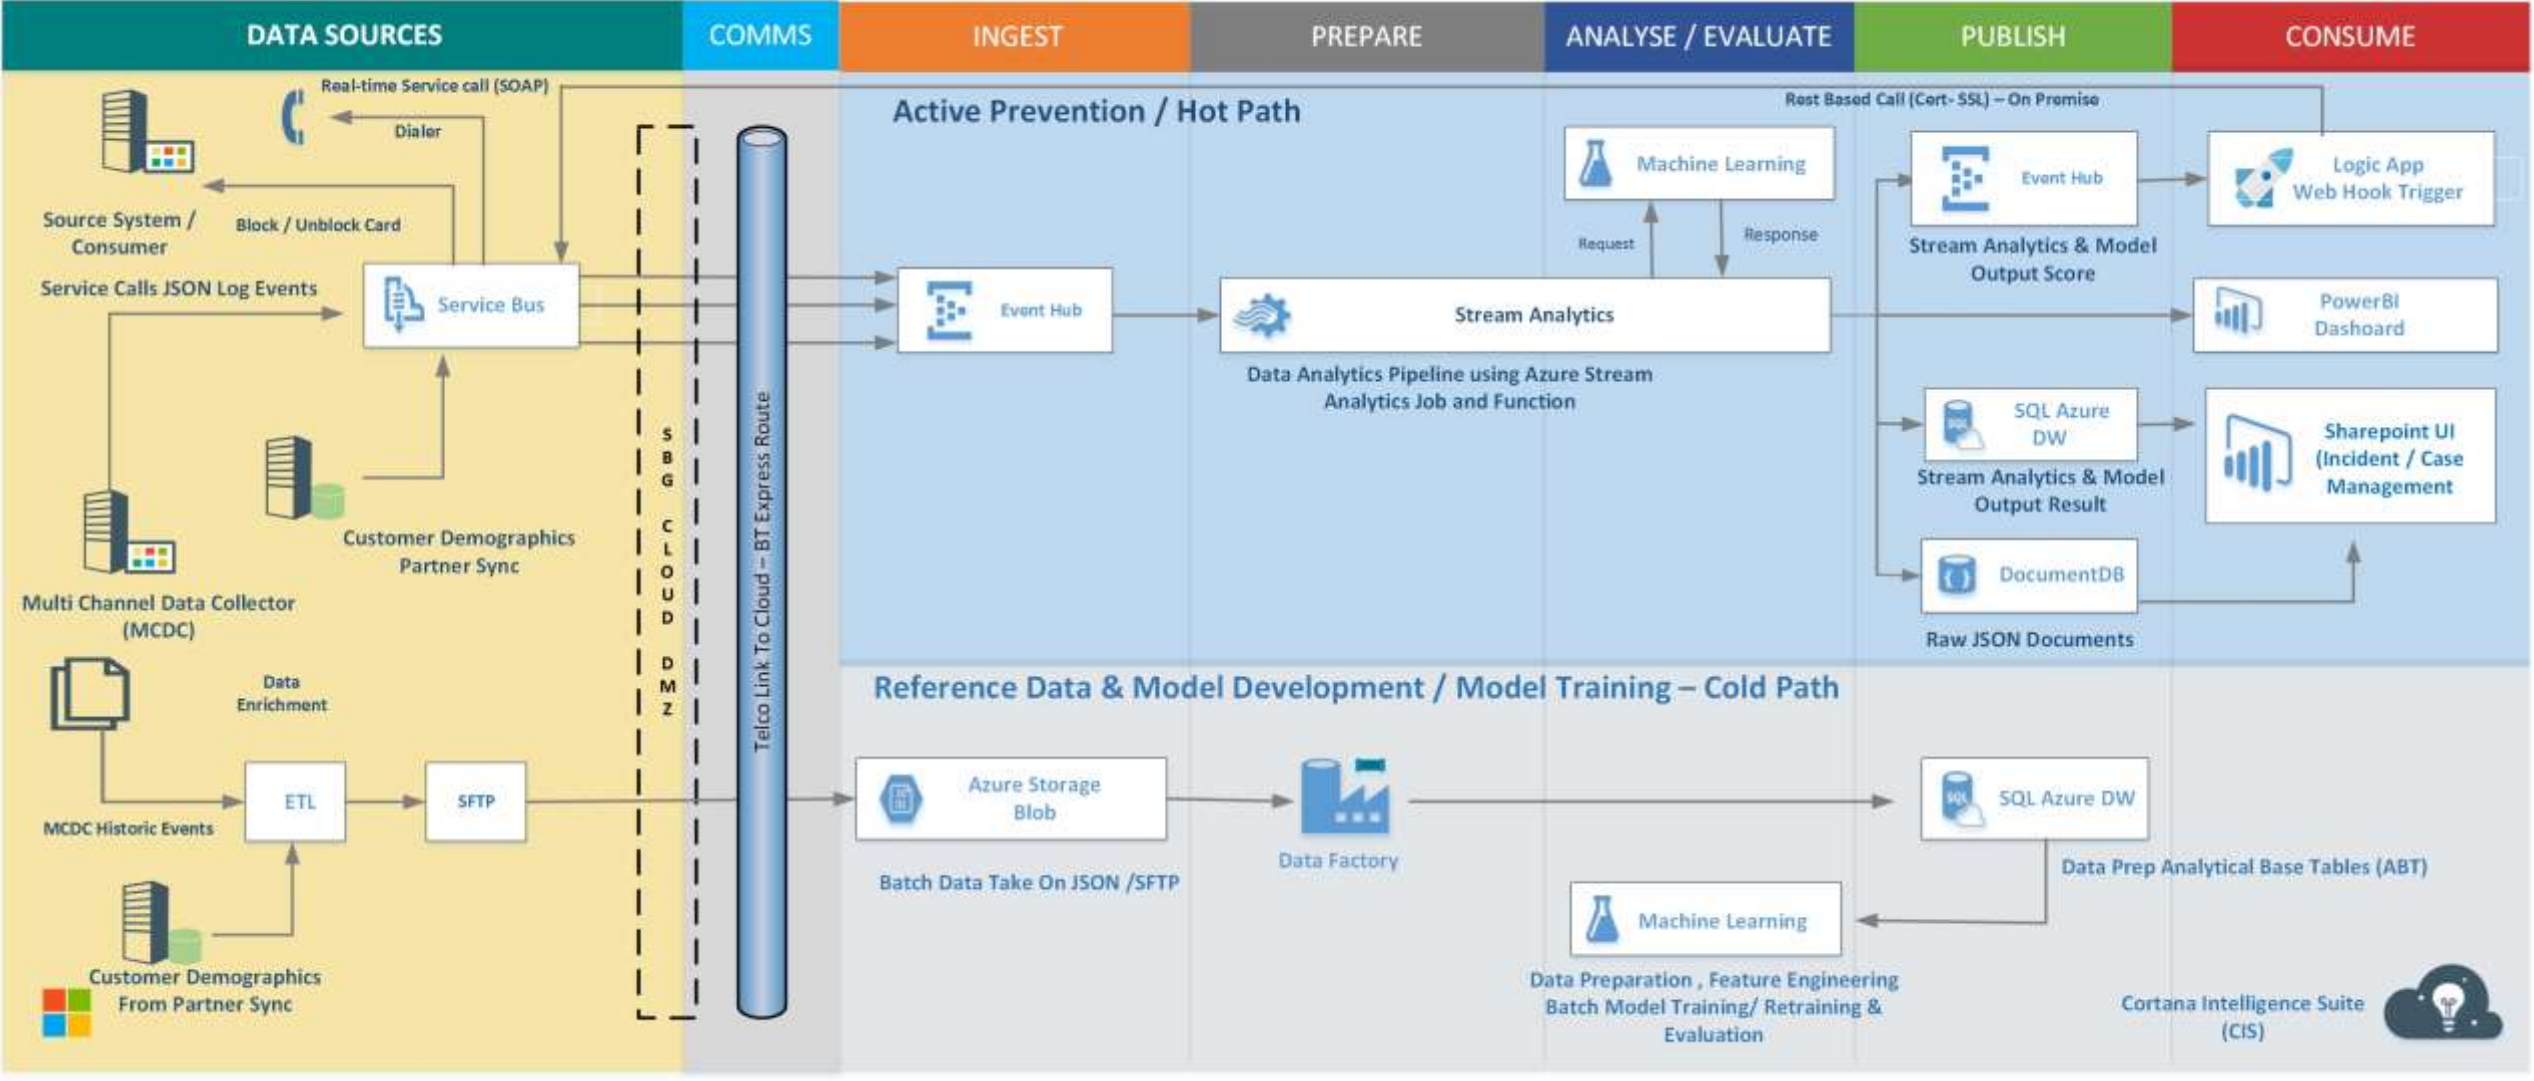 DATA SOURCES
COMMS
INGEST
PREPARE
ANALYSE / EVALUATE
PUBLISH
CONSUME
Real-time Service call (SOAP)
Dialer
Source System /
Consumer
Block / Unblock Card
Service Calls JSON Log Events
Service Bus
Customer Demographics
Partner Sync
Multi Channel Data Collector
(MCDC)
Data
Enrichment
ETL
SFTP
MCDC Historic Events
Customer Demographics
From Partner Sync
SBG CLOUD DMZ
Telco Link To Cloud – BT Express Route
Active Prevention / Hot Path
Rest Based Call (Cert- SSL) – On Premise
Machine Learning
Request
Response
Event Hub
Stream Analytics
Data Analytics Pipeline using Azure Stream
Analytics Job and Function
Event Hub
Stream Analytics & Model
Output Score
Logic App
Web Hook Trigger
PowerBI
Dashoard
SQL Azure
DW
Stream Analytics & Model
Output Result
Sharepoint UI
(Incident / Case
Management
DocumentDB
Raw JSON Documents
Reference Data & Model Development / Model Training – Cold Path
Azure Storage
Blob
Batch Data Take On JSON /SFTP
Data Factory
SQL Azure DW
Data Prep Analytical Base Tables (ABT)
Machine Learning
Data Preparation , Feature Engineering
Batch Model Training/ Retraining &
Evaluation
Cortana Intelligence Suite
(CIS)